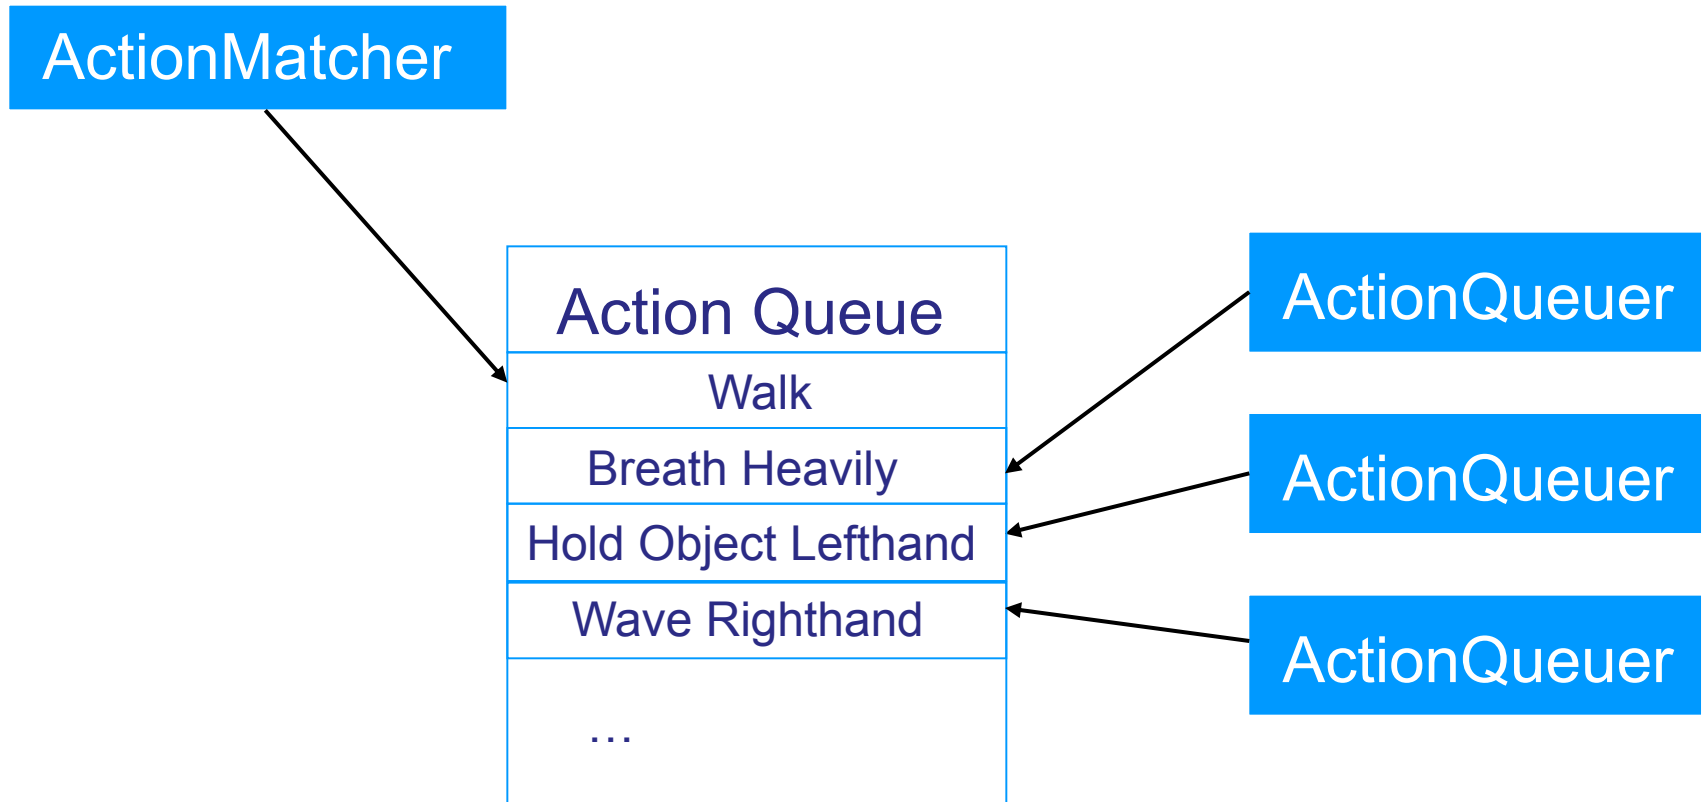 ActionMatcher
Action Queue
Walk
Breath Heavily
Hold Object Lefthand
Wave Righthand
…
ActionQueuer
ActionQueuer
ActionQueuer